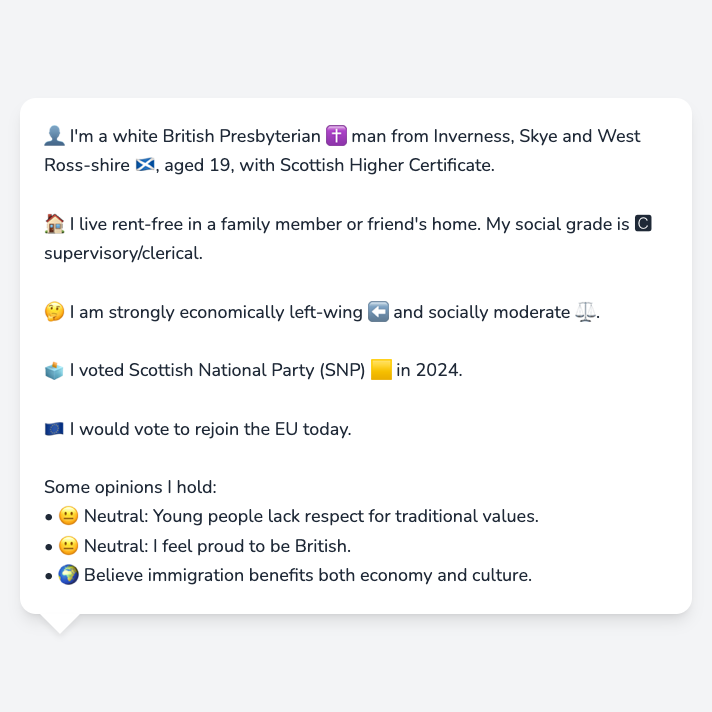 👤 I'm a white British Presbyterian ✝️ man from Inverness, Skye and West
Ross-shire 🏴󠁧󠁢󠁳󠁣󠁴󠁿, aged 19, with Scottish Higher Certificate.
🏠 I live rent-free in a family member or friend's home. My social grade is C
supervisory/clerical.
🤔 I am strongly economically left-wing ⬅️ and socially moderate ⚖️.
🗳️ I voted Scottish National Party (SNP) 🟨 in 2024.
🇪🇺 I would vote to rejoin the EU today.
Some opinions I hold:
• 😐 Neutral: Young people lack respect for traditional values.
• 😐 Neutral: I feel proud to be British.
• 🌍 Believe immigration benefits both economy and culture.